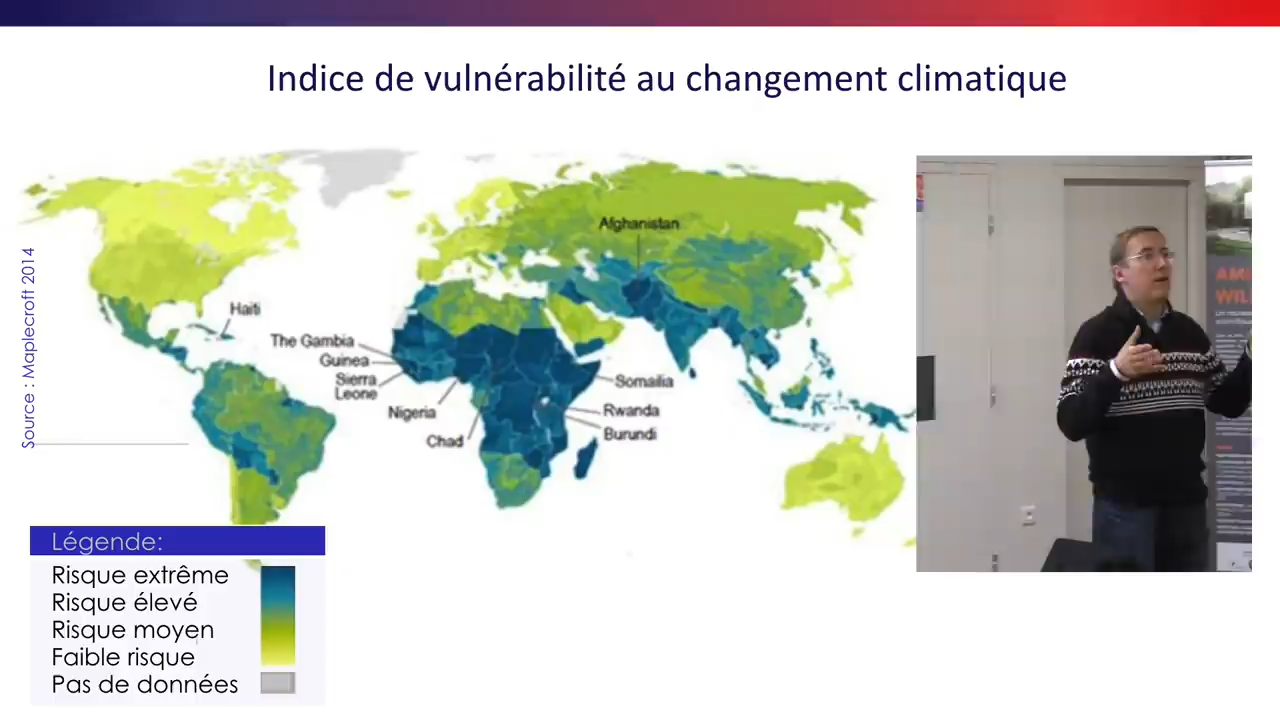 Indice de vulnérabilité au changement climatique
Source : Maplecroft 2014
Afghanistan
Haiti
The Gambia
Guinea
Sierra
Leone
Nigeria
Chad
Somailia
Rwanda
Burundi
Légende:
Risque extrême
Risque élevé
Risque moyen
Faible risque
Pas de données